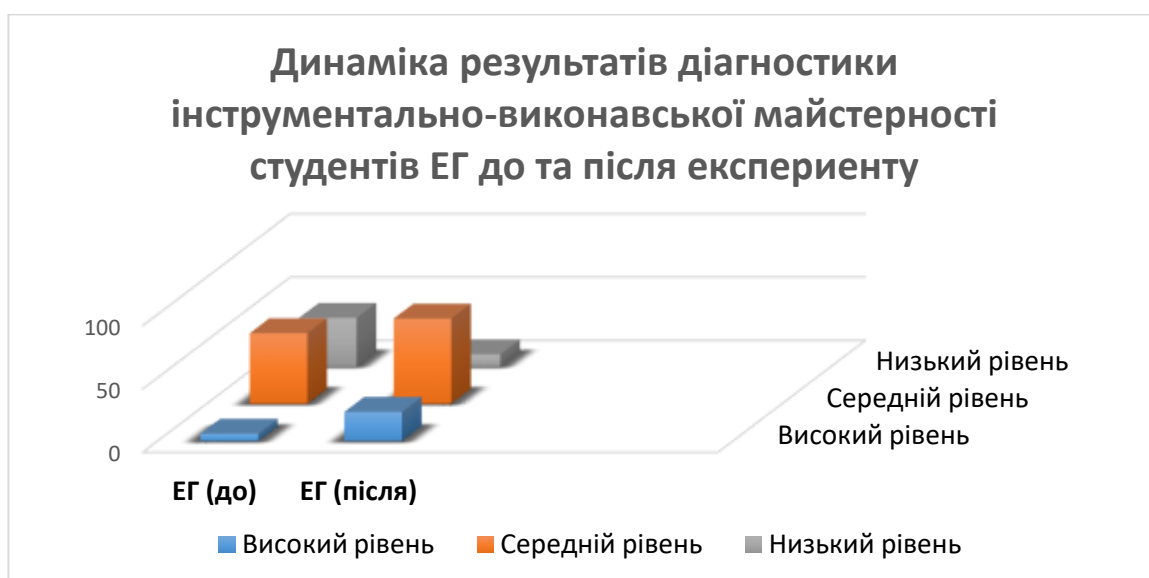 Динаміка результатів діагностики
інструментально-виконавської майстерності
студентів ЕГ до та після експериенту
100
50
0
Низький рівень
Середній рівень
Високий рівень
ЕГ (до) ЕГ (після)
Високий рівень Середній рівень Низький рівень